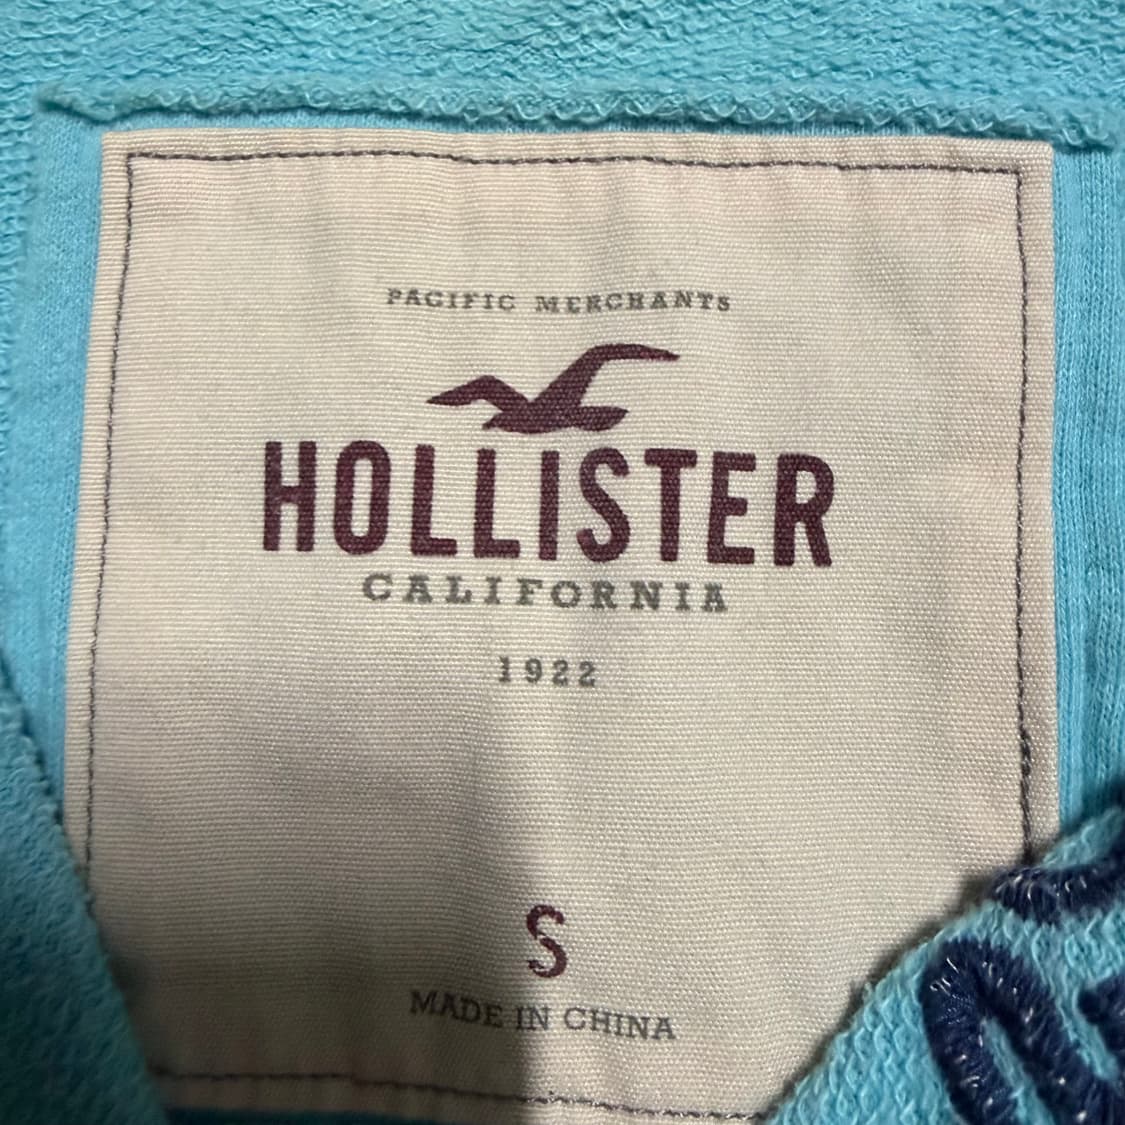 PACIFIC MERCHANTS
HOLLISTER
CALIFORNIA
1922
S
MADE IN CHINA